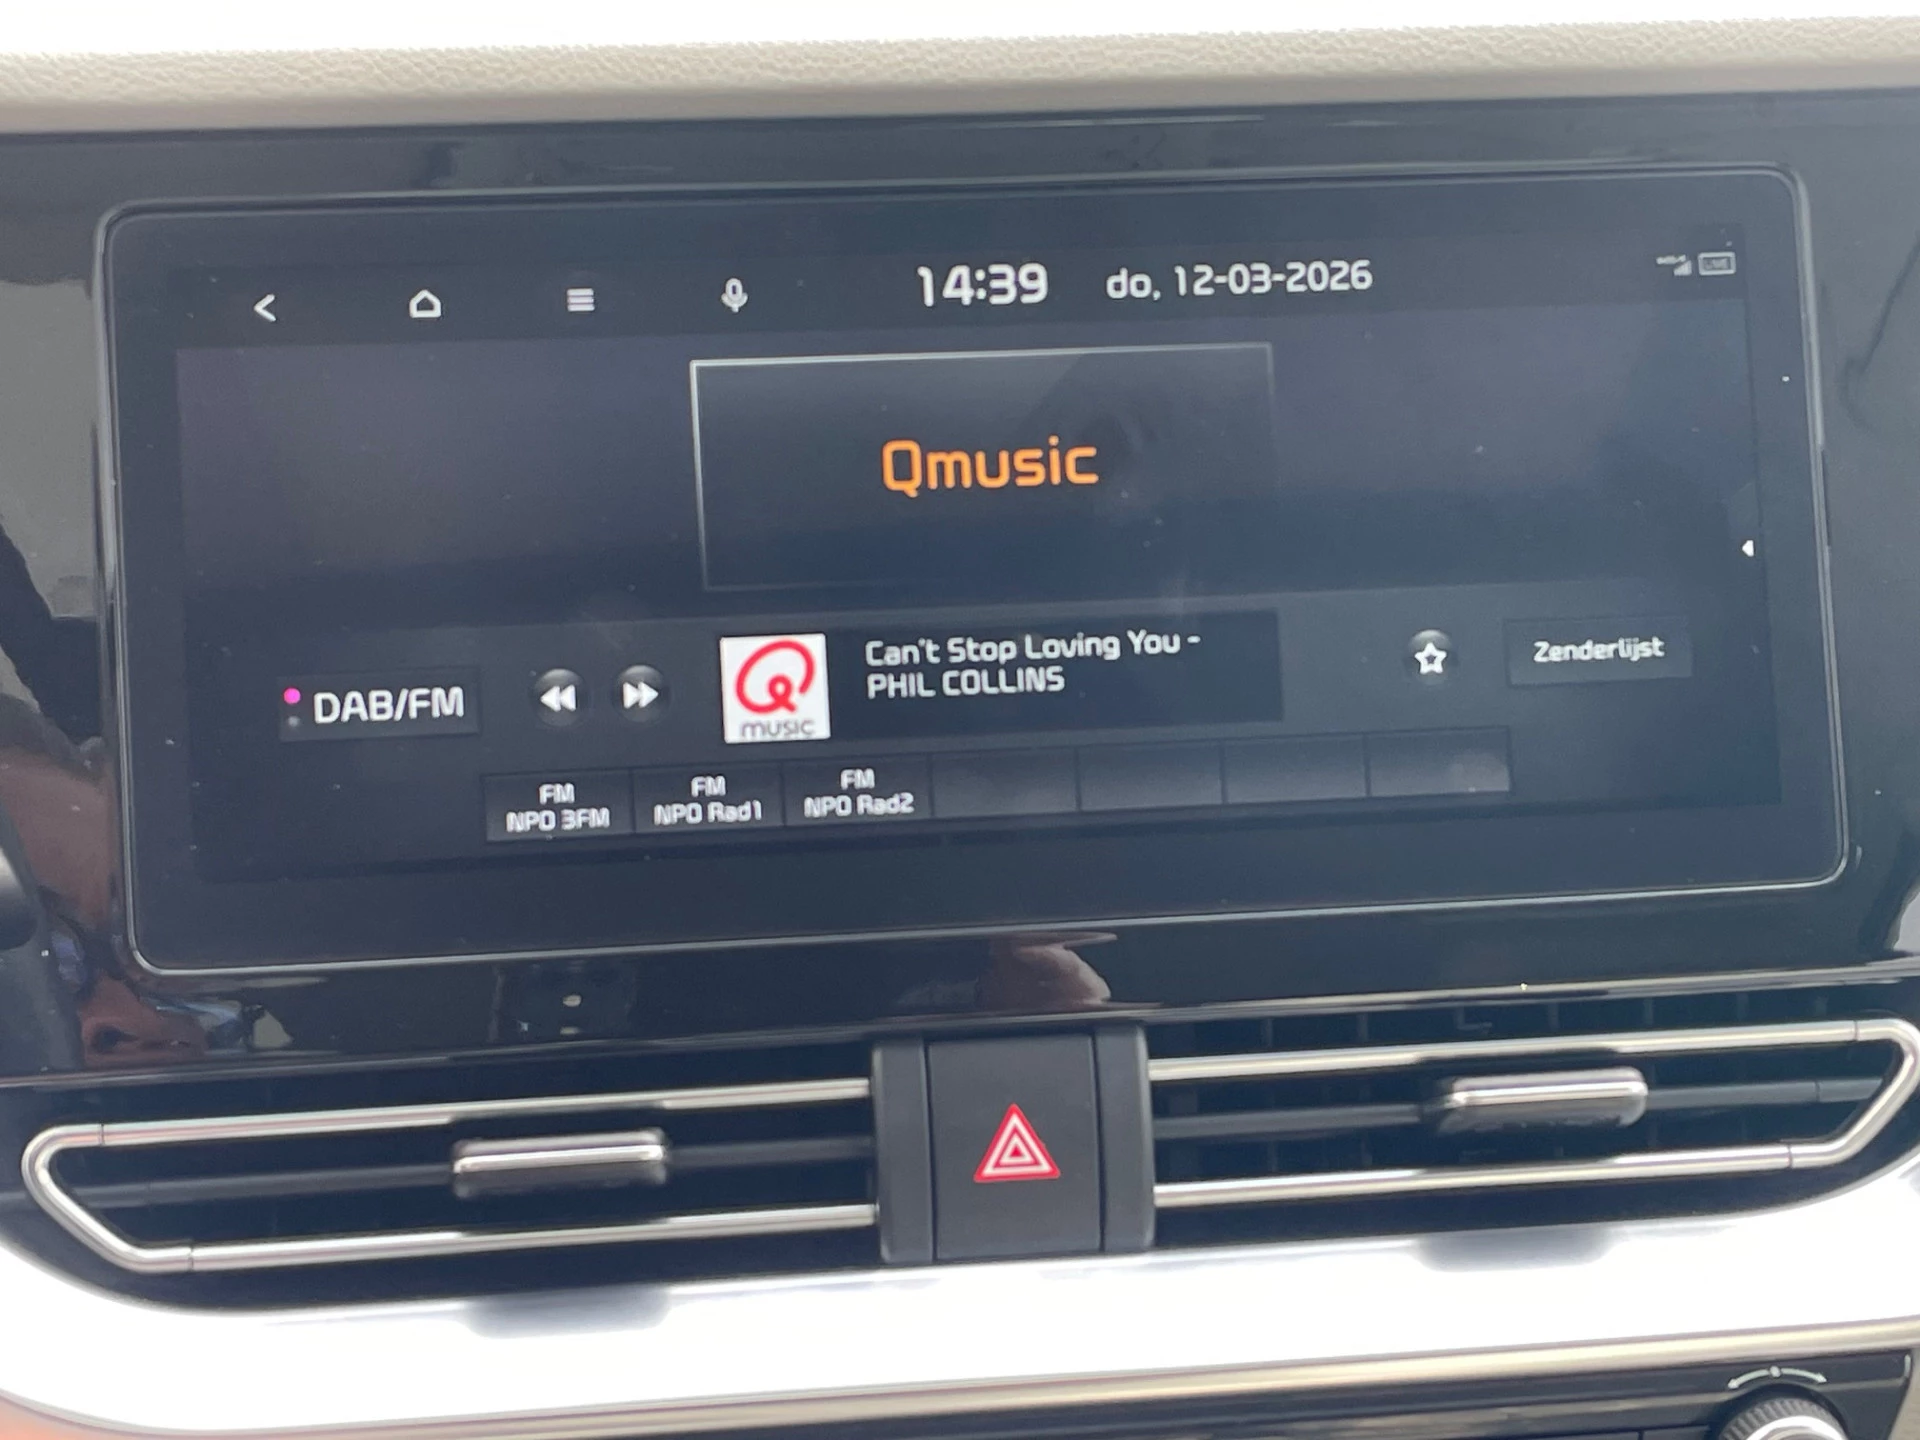 14:39 do, 12-03-2026
LIVE
Qmusic
DAB/FM
music
Can't Stop Loving You -
PHIL COLLINS
Zenderlijst
FM
NPO 3FM
FM
NPO Rad1
FM
NPO Rad2